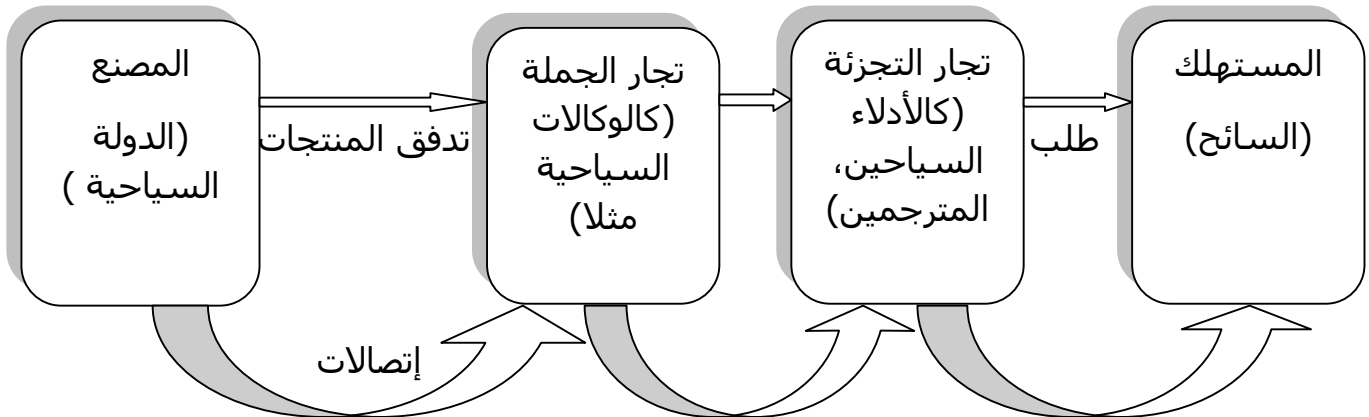 المصنع
(الدولة
السياحية )
تدفق المنتجات
تجار الجملة
(كالوكالات
السياحية
مثلا)
تجار التجزئة
(كالأدلاء
السياحين،
المترجمين)
طلب
المستهلك
(السائح)
إتصالات